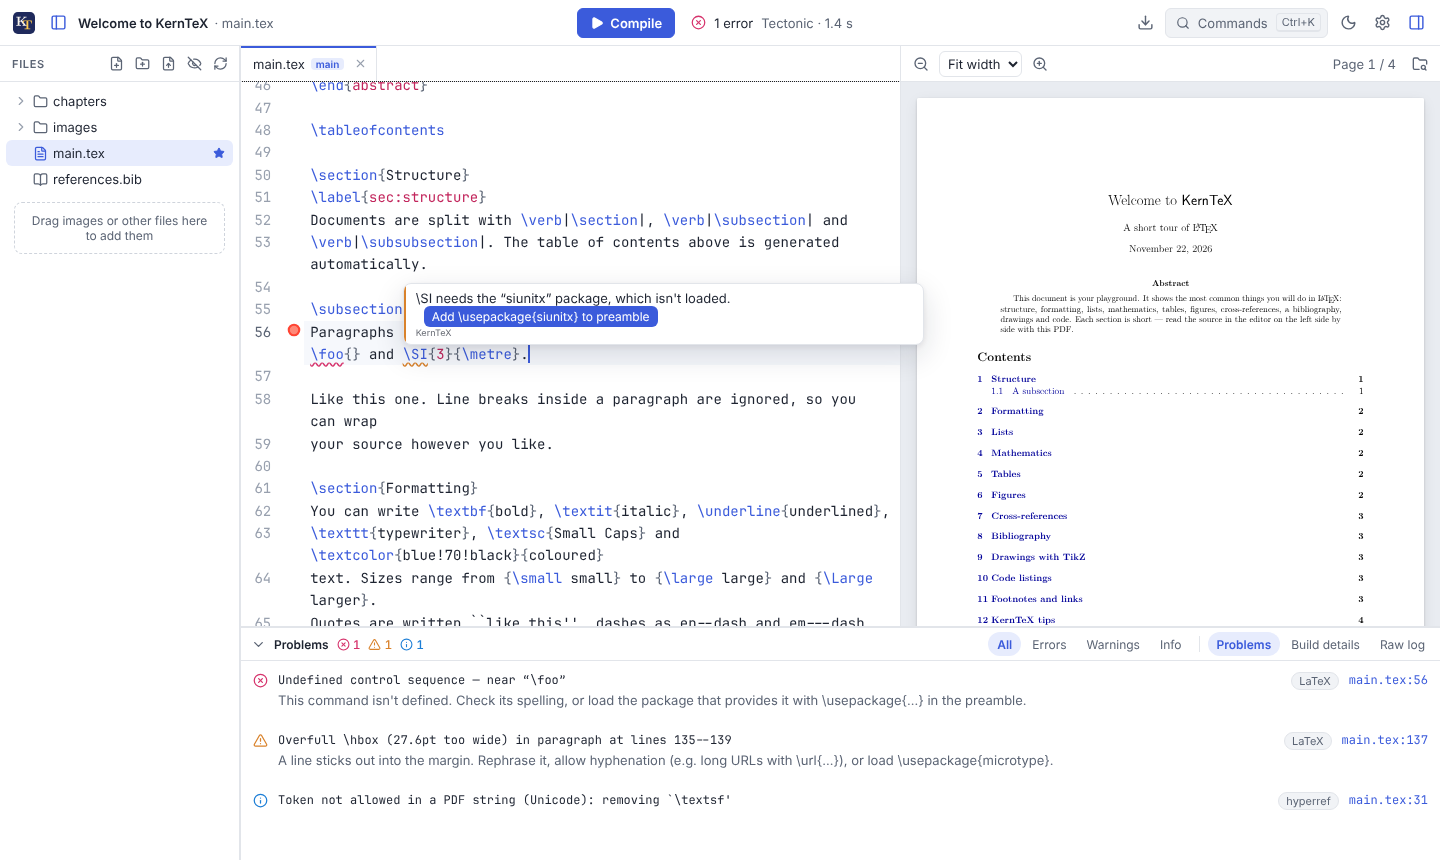 KT Welcome to KernTeX · main.tex
Compile
1 error Tectonic · 1.4 s
Commands Ctrl+K
FILES
chapters
images
main.tex
references.bib
Drag images or other files here
to add them
main.tex main
46 \end{abstract}
47
48 \tableofcontents
49
50 \section{Structure}
51 \label{sec:structure}
52 Documents are split with \verb|\section|, \verb|\subsection| and
53 \verb|\subsubsection|. The table of contents above is generated
automatically.
54
55 \subsection
56 Paragraphs
\foo{} and \SI{3}{\metre}.
\SI needs the “siunitx” package, which isn't loaded.
Add \usepackage{siunitx} to preamble
KernTeX
57
58 Like this one. Line breaks inside a paragraph are ignored, so you
can wrap
59 your source however you like.
60
61 \section{Formatting}
62 You can write \textbf{bold}, \textit{italic}, \underline{underlined},
63 \texttt{typewriter}, \textsc{Small Caps} and
\textcolor{blue!70!black}{coloured}
64 text. Sizes range from {\small small} to {\large large} and {\Large
larger}.
65 Quotes are written ``like this'', dashes as en--dash and em---dash
Fit width
Page 1 / 4
Welcome to KernTeX
A short tour of LaTeX
November 22, 2026
Abstract
This document is your playground. It shows the most common things you will do in LaTeX:
structure, formatting, lists, mathematics, tables, figures, cross-references, a bibliography,
drawings and code. Each section is short — read the source in the editor on the left side by
side with this PDF.
Contents
1 Structure 1
1.1 A subsection . . . . . . . . . . . . . . . . . . . . . . . . . . . . . . . . . . 1
2 Formatting 2
3 Lists 2
4 Mathematics 2
5 Tables 2
6 Figures 2
7 Cross-references 3
8 Bibliography 3
9 Drawings with TikZ 3
10 Code listings 3
11 Footnotes and links 3
12 KernTeX tips 4
Problems 1 1 1
All Errors Warnings Info Problems Build details Raw log
Undefined control sequence — near “\foo” LaTeX main.tex:56
This command isn't defined. Check its spelling, or load the package that provides it with \usepackage{...} in the preamble.
Overfull \hbox (27.6pt too wide) in paragraph at lines 135--139 LaTeX main.tex:137
A line sticks out into the margin. Rephrase it, allow hyphenation (e.g. long URLs with \url{...}), or load \usepackage{microtype}.
Token not allowed in a PDF string (Unicode): removing `\textsf' hyperref main.tex:31